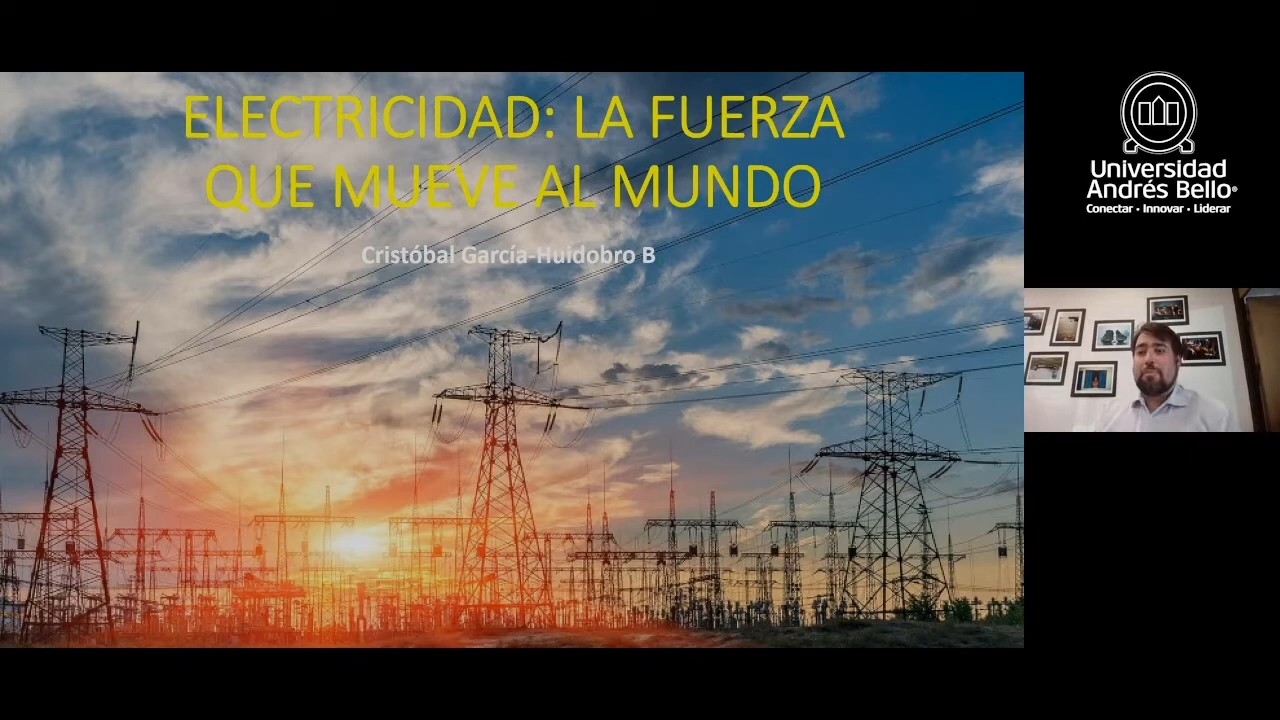 ELECTRICIDAD: LA FUERZA
QUE MUEVE AL MUNDO
Cristóbal García-Huidobro B
Universidad
Andrés Bello®
Conectar • Innovar • Liderar